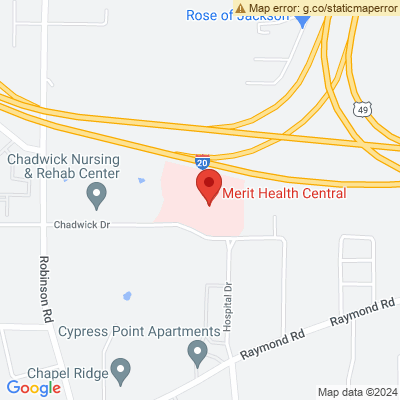 Map error: g.co/staticmaperror
Rose of Jackson
49
20
Chadwick Nursing
& Rehab Center
Merit Health Central
Chadwick Dr
Robinson Rd
Hospital Dr
Raymond Rd
Cypress Point Apartments
Raymond Rd
Chapel Ridge
Google
Map data ©2024